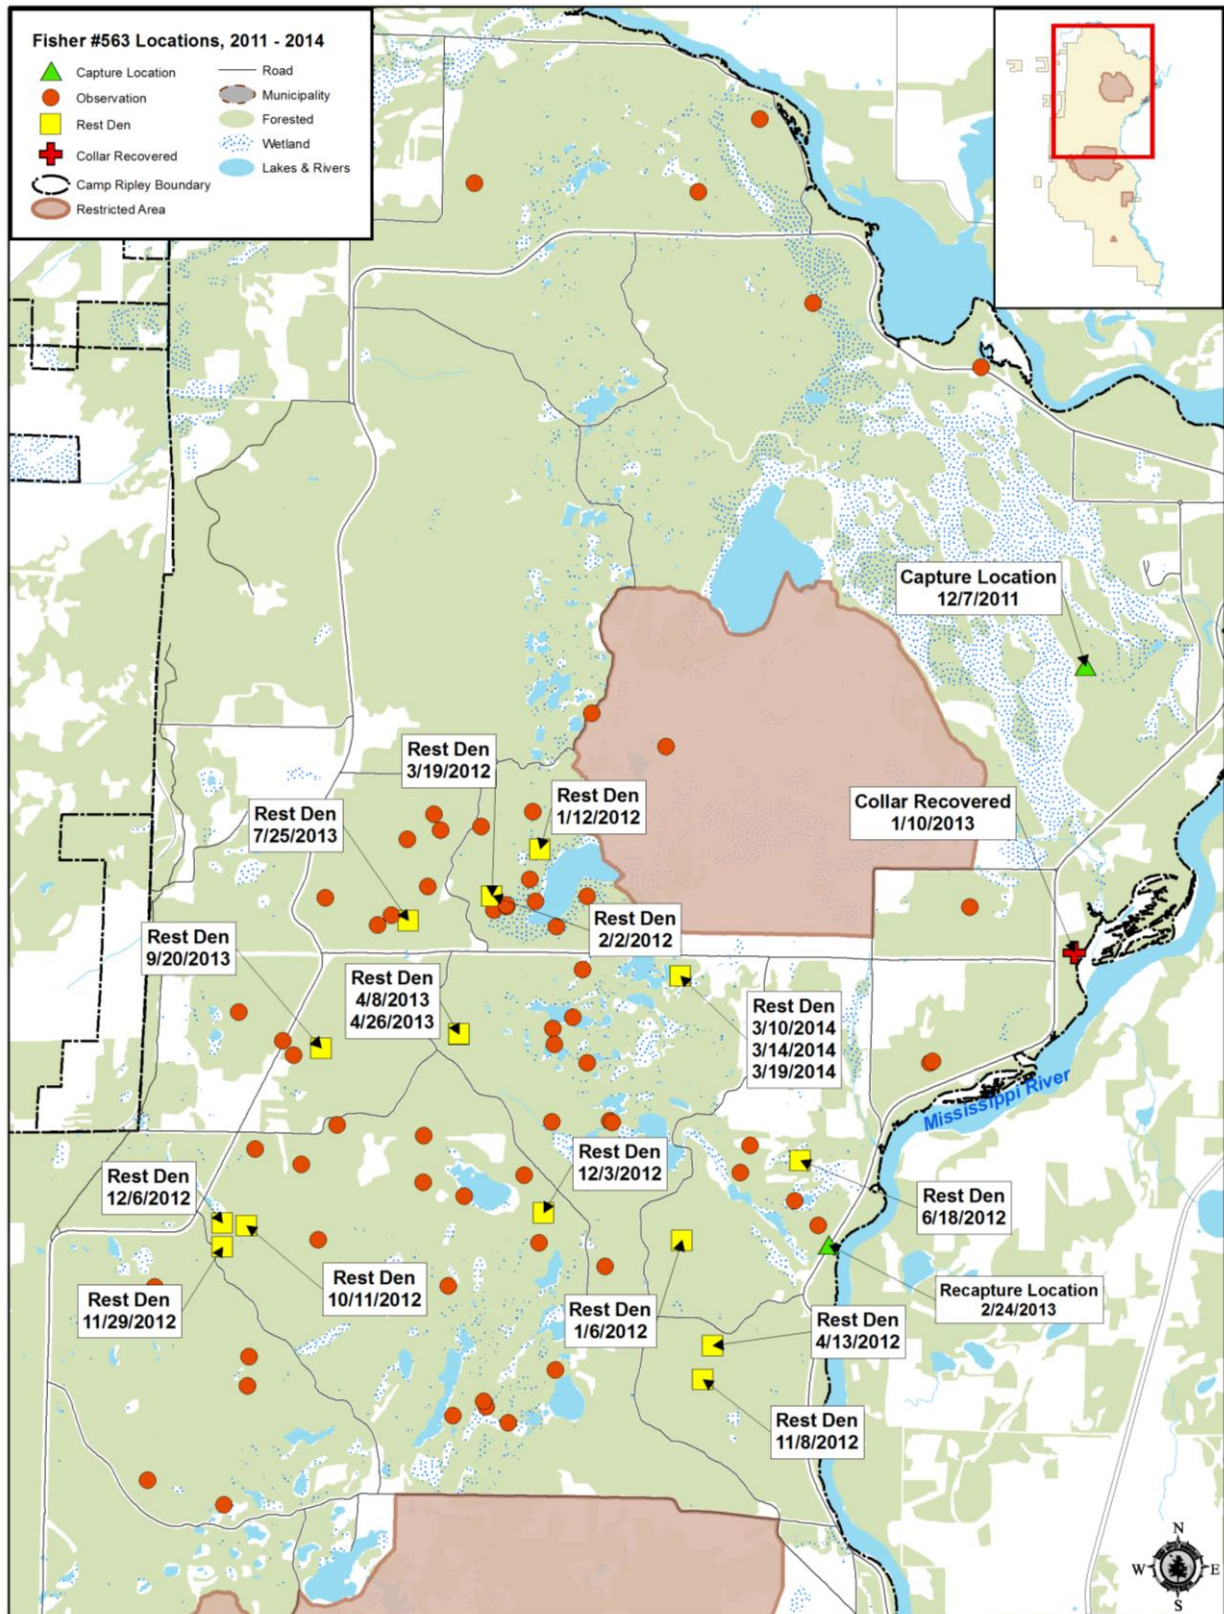 Fisher #563 Locations, 2011 - 2014
Capture Location
Observation
Rest Den
Collar Recovered
Camp Ripley Boundary
Restricted Area
Road
Municipality
Forested
Wetland
Lakes & Rivers
Capture Location
12/7/2011
Rest Den
3/19/2012
Rest Den
1/12/2012
Rest Den
7/25/2013
Collar Recovered
1/10/2013
Rest Den
2/2/2012
Rest Den
9/20/2013
Rest Den
4/8/2013
4/26/2013
Rest Den
3/10/2014
3/14/2014
3/19/2014
Mississippi River
Rest Den
12/6/2012
Rest Den
12/3/2012
Rest Den
6/18/2012
Rest Den
10/11/2012
Rest Den
11/29/2012
Rest Den
1/6/2012
Recapture Location
2/24/2013
Rest Den
4/13/2012
Rest Den
11/8/2012
N
W
E
S